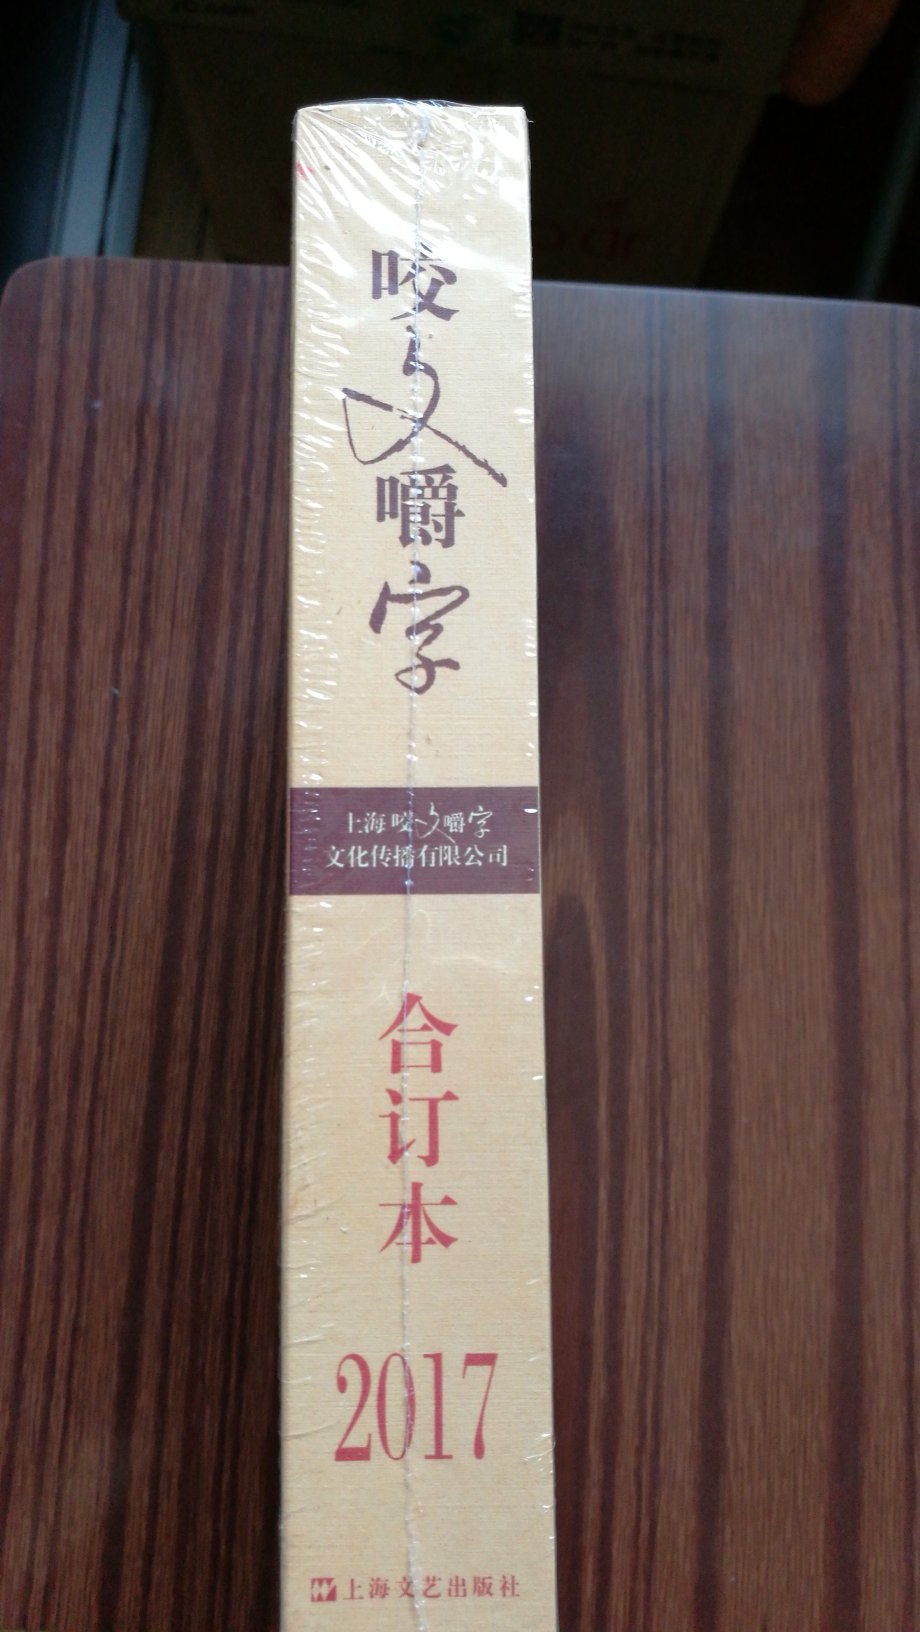 咬文嚼字
上海咬文嚼字
文化传播有限公司
合订本
2017
上海文艺出版社